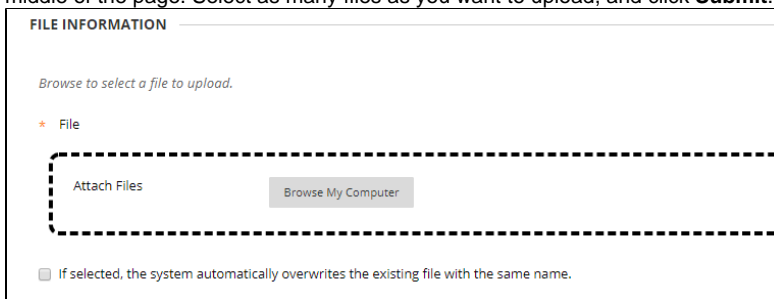 middle of the page. Select as many files as you want to upload, and click Submit.
FILE INFORMATION
Browse to select a file to upload.
* File
Attach Files Browse My Computer
If selected, the system automatically overwrites the existing file with the same name.